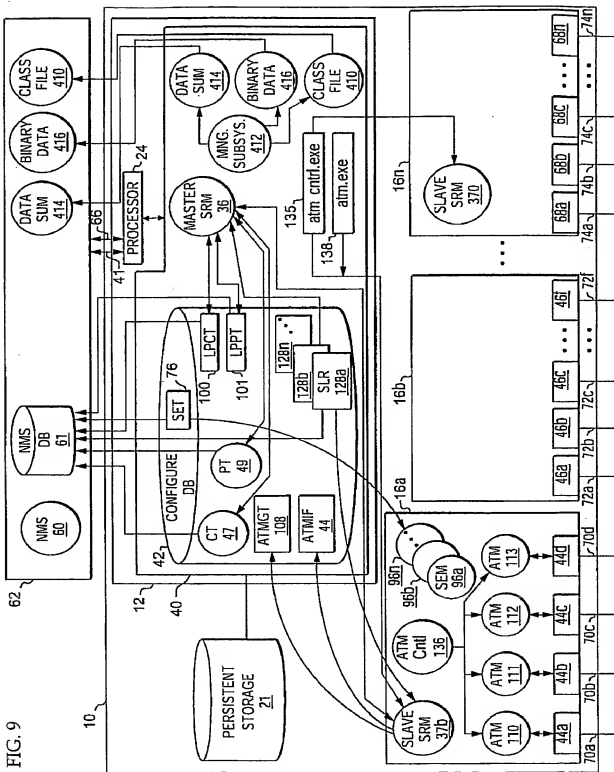 FIG. 9
10
62
NMS
60
NMS
DB
61
DATA
SUM
414
BINARY
DATA
416
CLASS
FILE
410
66
41
PROCESSOR
24
12
40
42
PERSISTENT
STORAGE
21
CONFIGURE
DB
SET
76
CT
47
PT
49
LPCT
100
LPPT
101
ATMGT
108
ATMIF
44
SLR
128a
128b
128n
MASTER
SRM
36
MNG.
SUBSYS.
412
DATA
SUM
414
BINARY
DATA
416
CLASS
FILE
410
135
atm_cntrl.exe
138
atm.exe
16a
SLAVE
SRM
37b
ATM
Cntl
136
SEM
96a
96b
96n
ATM
110
ATM
111
ATM
112
ATM
113
44a
44b
44c
44d
70a
70b
70c
70d
16b
46a
46b
46c
46f
72a
72b
72c
72f
16n
SLAVE
SRM
370
68a
68b
68c
68n
74a
74b
74c
74n